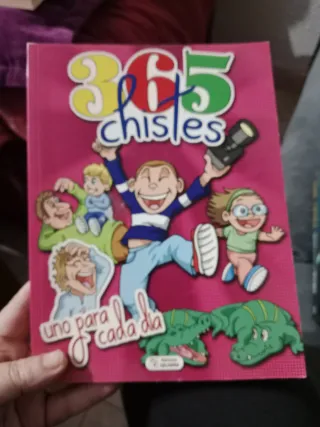 365
chistes
uno para
cada día